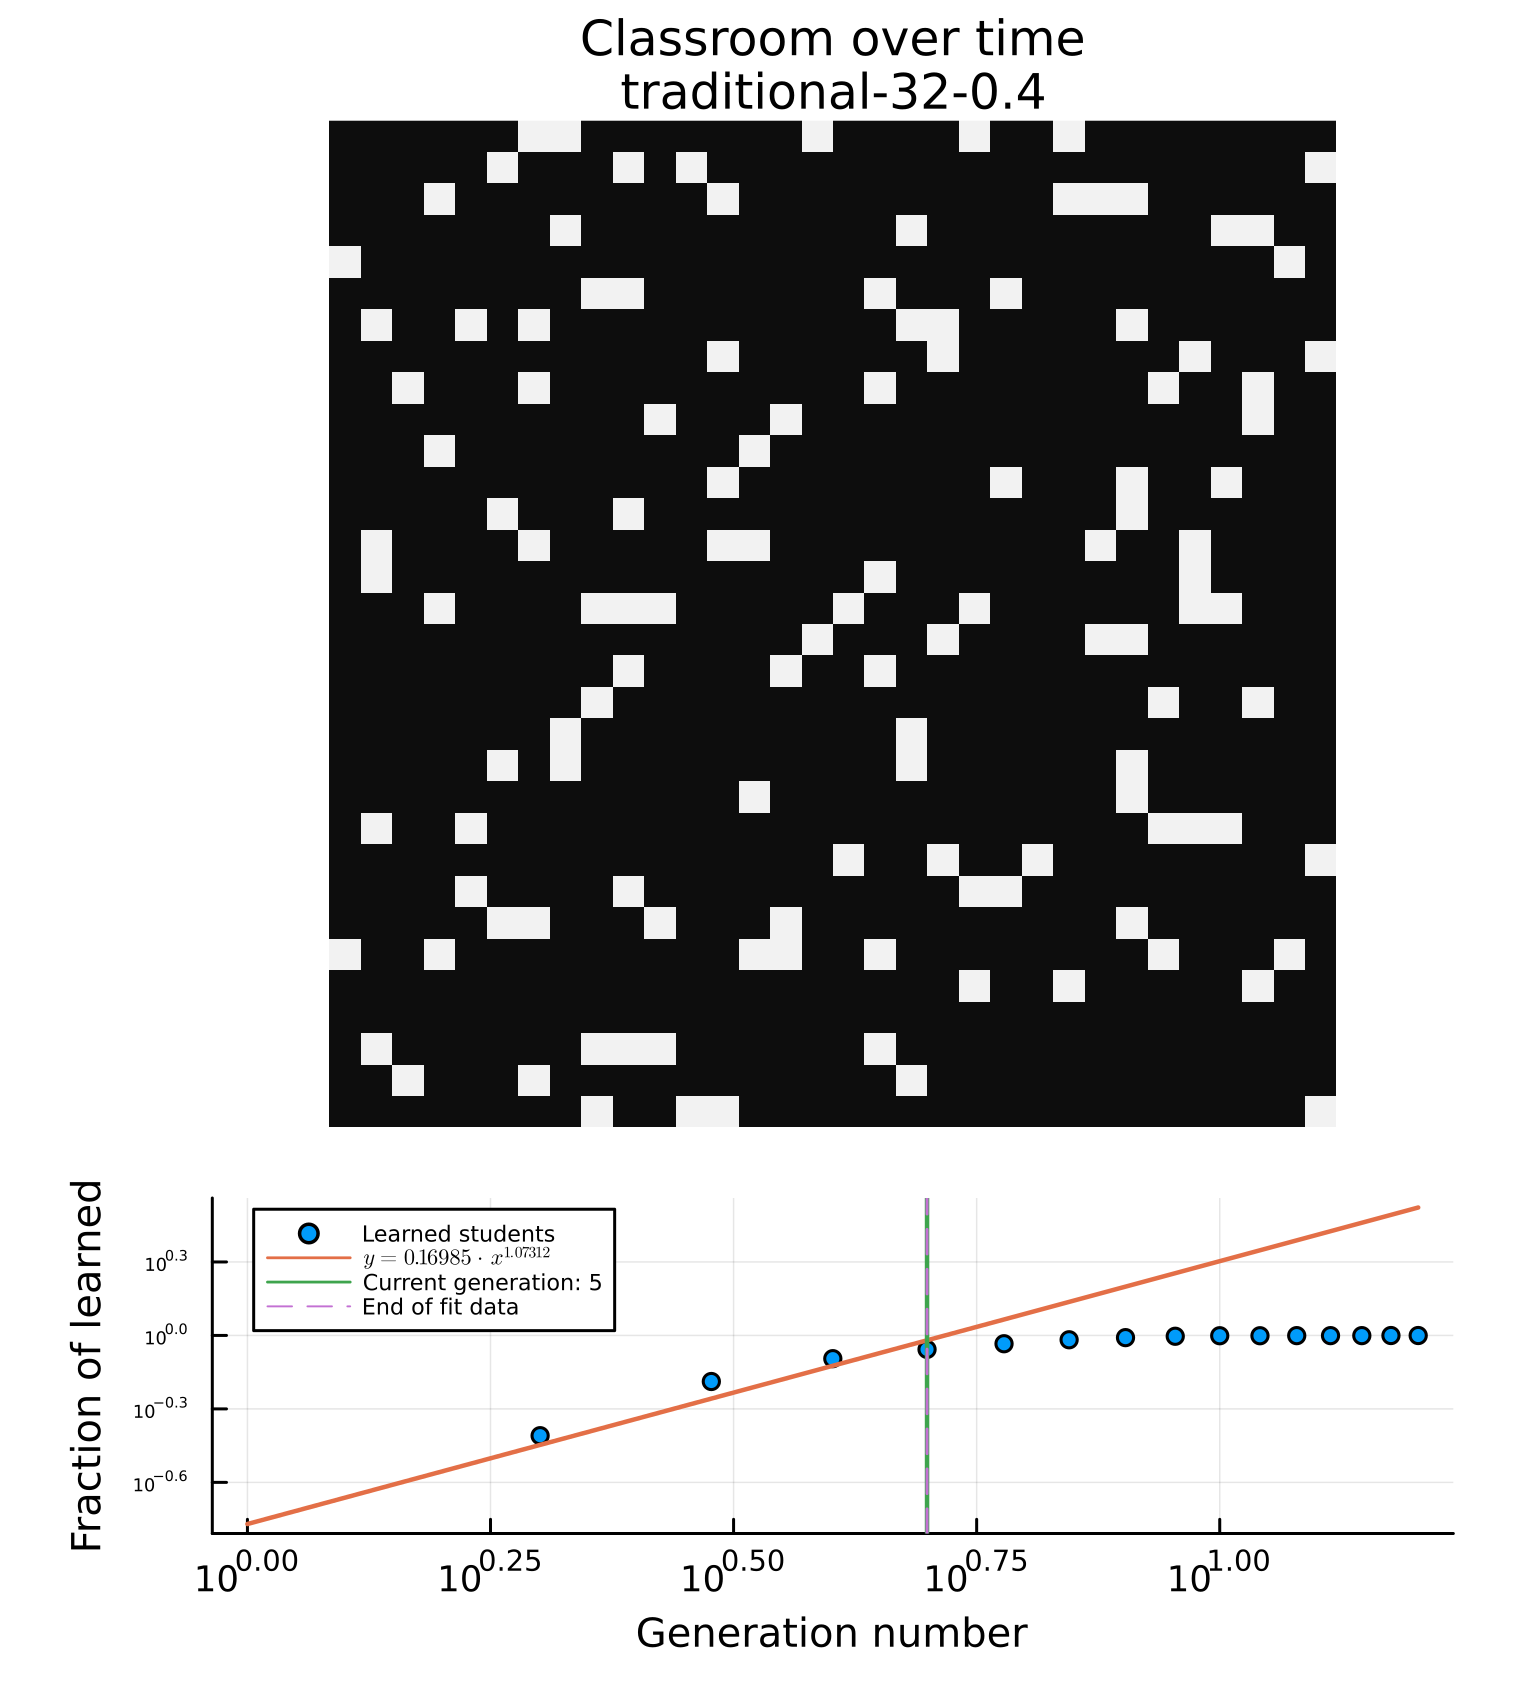 Classroom over time
traditional-32-0.4
Fraction of learned
10^0.3
10^0.0
10^−0.3
10^−0.6
Learned students
y = 0.16985 · x^1.07312
Current generation: 5
End of fit data
10^0.00 10^0.25 10^0.50 10^0.75 10^1.00
Generation number